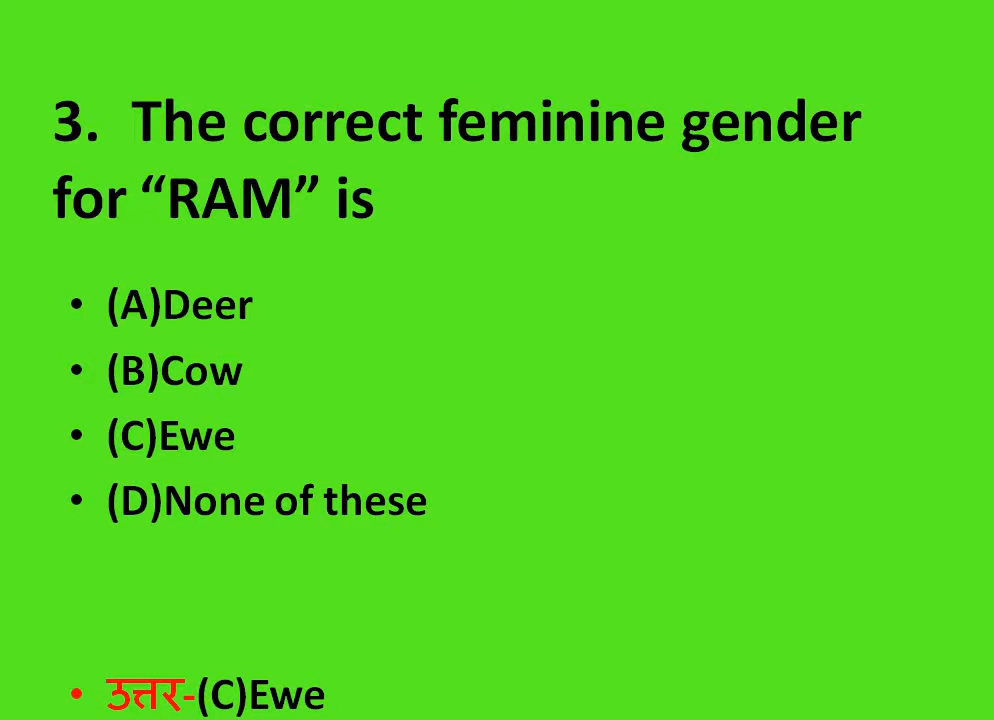 3. The correct feminine gender
for “RAM” is
• (A)Deer
• (B)Cow
• (C)Ewe
• (D)None of these
• उत्तर-(C)Ewe